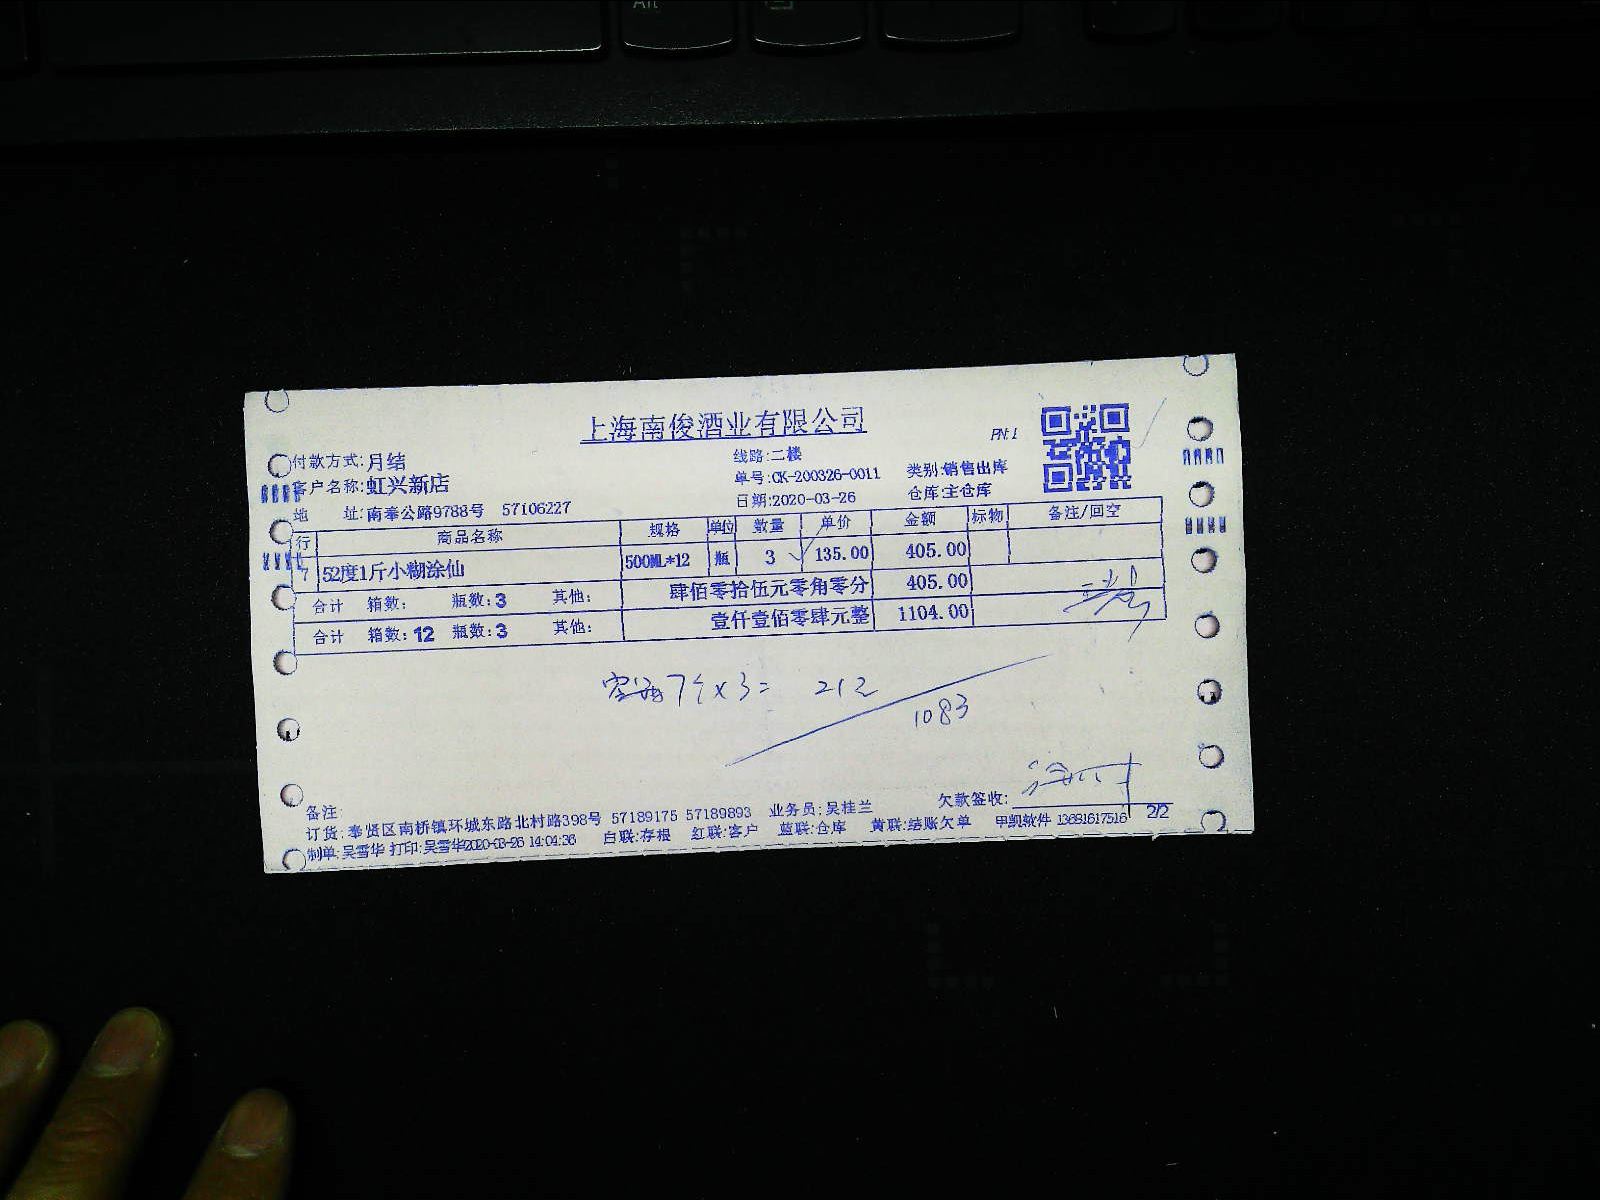 上海南俊酒业有限公司
PN:1
付款方式:月结 线路:二楼
客户名称:虹兴新店 单号:CK-200326-0011 类别:销售出库
地 址:南奉公路9788号 57106227 日期:2020-03-26 仓库:主仓库
行 商品名称 规格 单位 数量 单价 金额 标物 备注/回空
7 52度1斤小糊涂仙 500ML*12 瓶 3 135.00 405.00
合计 箱数: 瓶数:3 其他: 肆佰零拾伍元零角零分 405.00
合计 箱数:12 瓶数:3 其他: 壹仟壹佰零肆元整 1104.00
7个×3= 212
1083
备注:
欠款签收:
订货:奉贤区南桥镇环城东路北村路398号 57189175 57189893 业务员:吴桂兰
制单:吴雪华 打印:吴雪华2020-03-26 14:04:36 白联:存根 红联:客户 蓝联:仓库 黄联:结账欠单 甲凯软件 13681617516 2/2
Alt